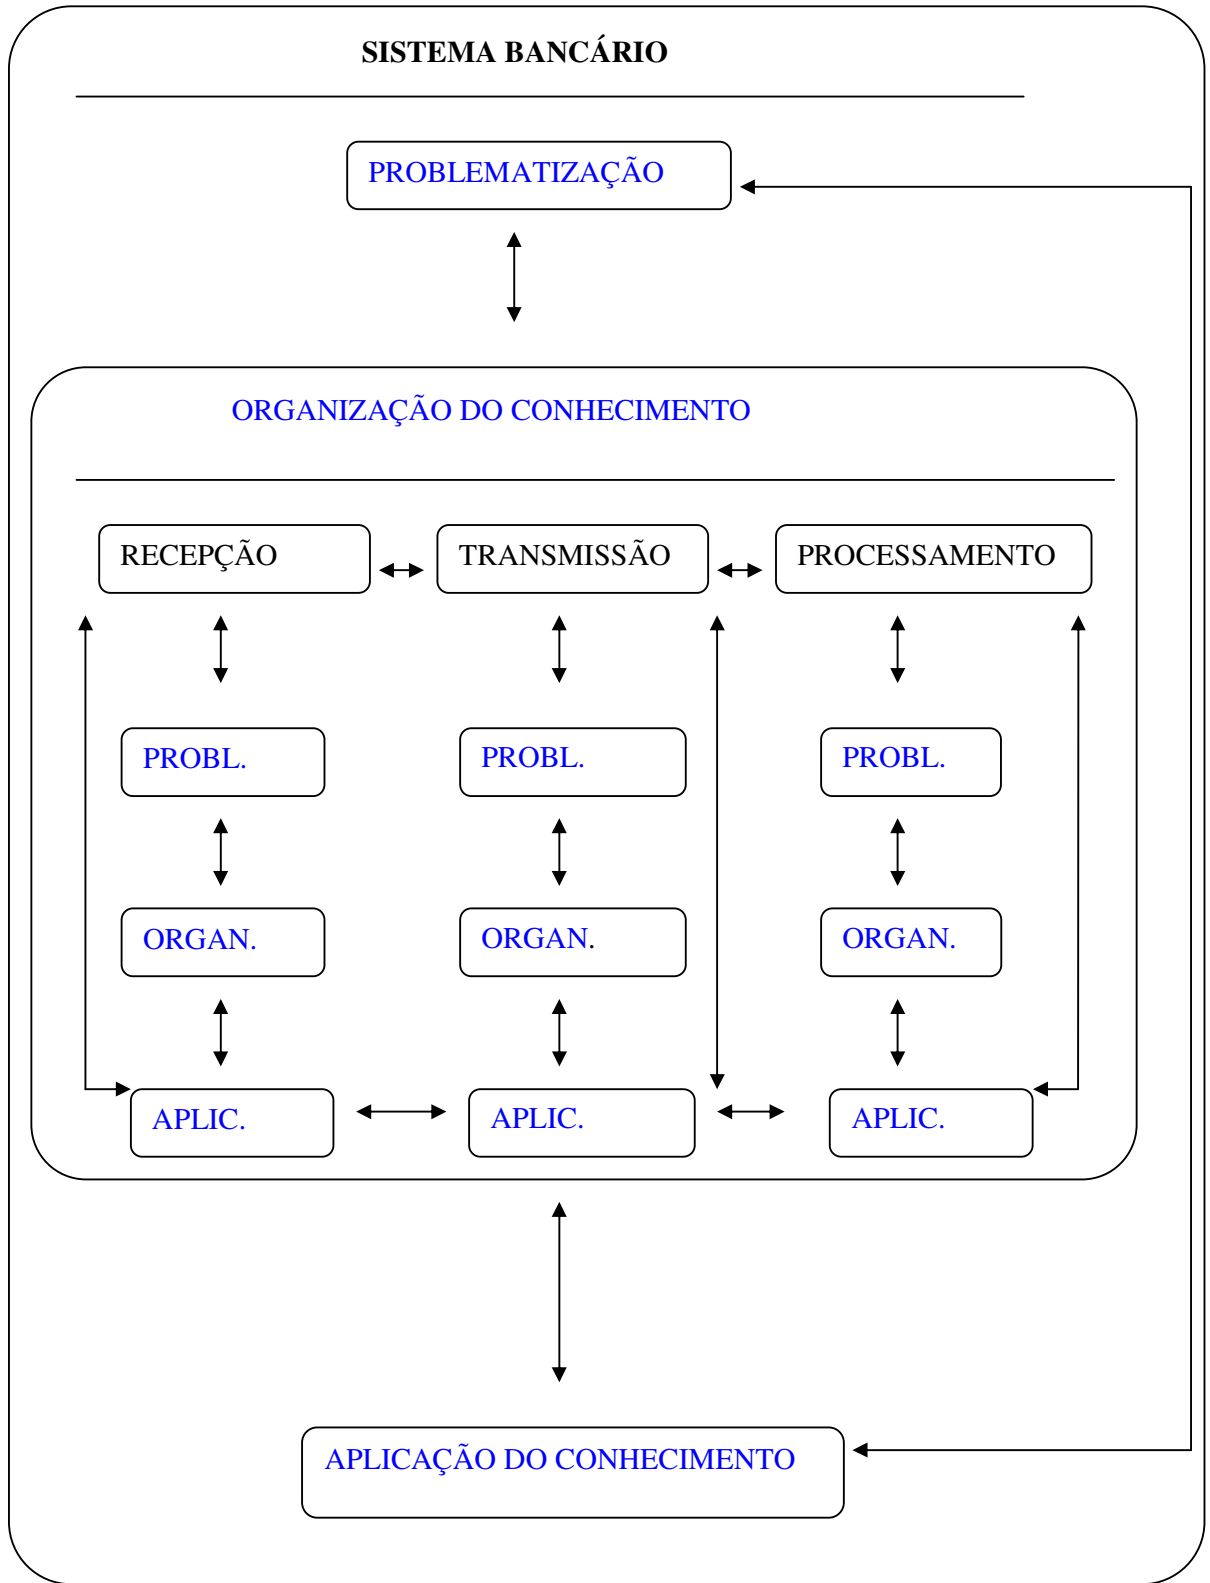 SISTEMA BANCÁRIO
PROBLEMATIZAÇÃO
ORGANIZAÇÃO DO CONHECIMENTO
RECEPÇÃO
TRANSMISSÃO
PROCESSAMENTO
PROBL.
PROBL.
PROBL.
ORGAN.
ORGAN.
ORGAN.
APLIC.
APLIC.
APLIC.
APLICAÇÃO DO CONHECIMENTO